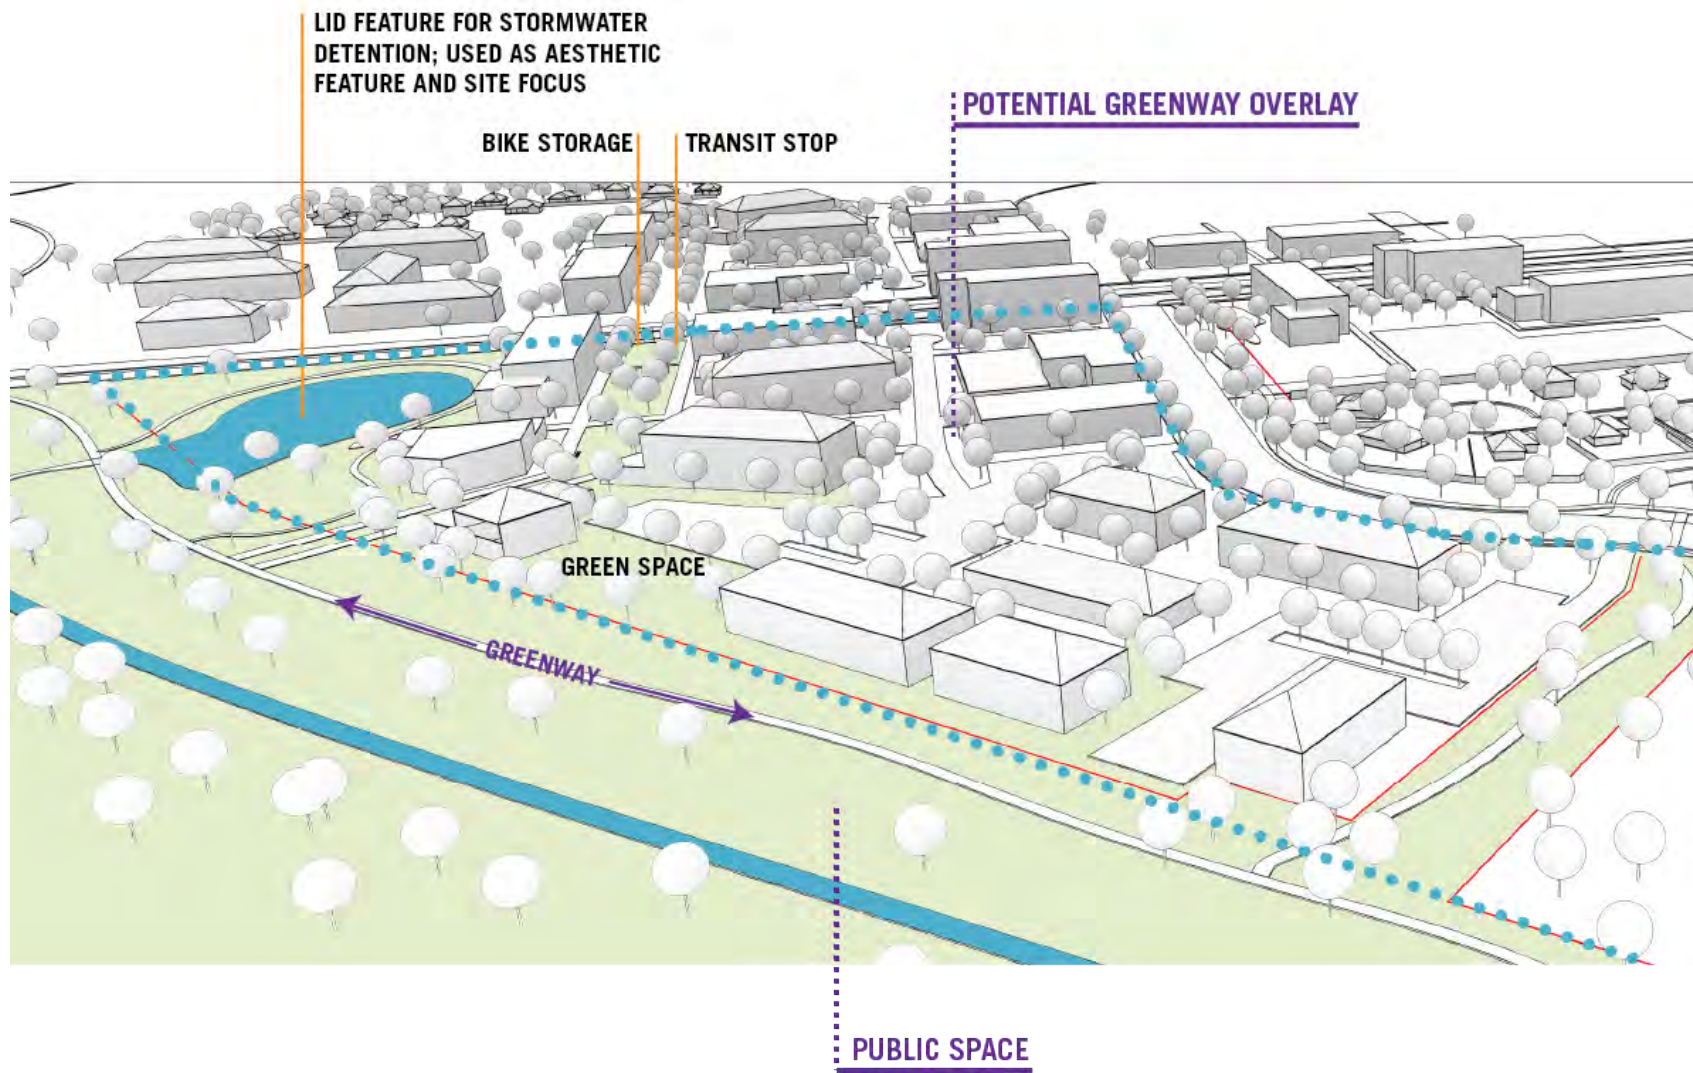 LID FEATURE FOR STORMWATER
DETENTION; USED AS AESTHETIC
FEATURE AND SITE FOCUS
POTENTIAL GREENWAY OVERLAY
BIKE STORAGE
TRANSIT STOP
GREEN SPACE
GREENWAY
PUBLIC SPACE